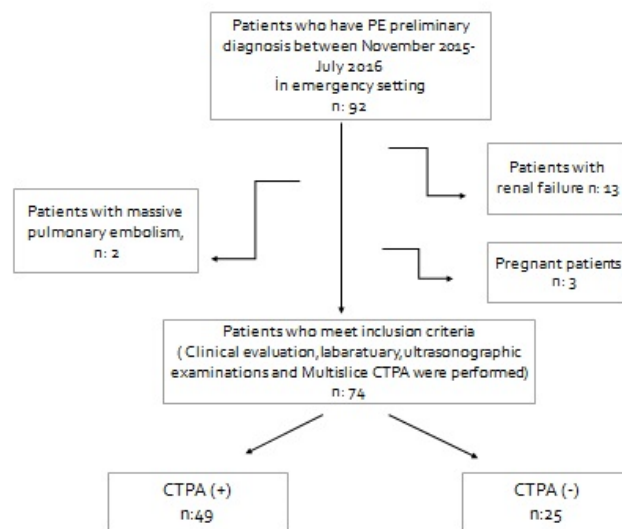 Patients who have PE preliminary
diagnosis between November 2015-
July 2016
İn emergency setting
n: 92
Patients with
renal failure n: 13
Patients with massive
pulmonary embolism,
n: 2
Pregnant patients
n: 3
Patients who meet inclusion criteria
( Clinical evaluation,labaratuary,ultrasonographic
examinations and Multislice CTPA were performed)
n: 74
CTPA (+)
n:49
CTPA (-)
n:25